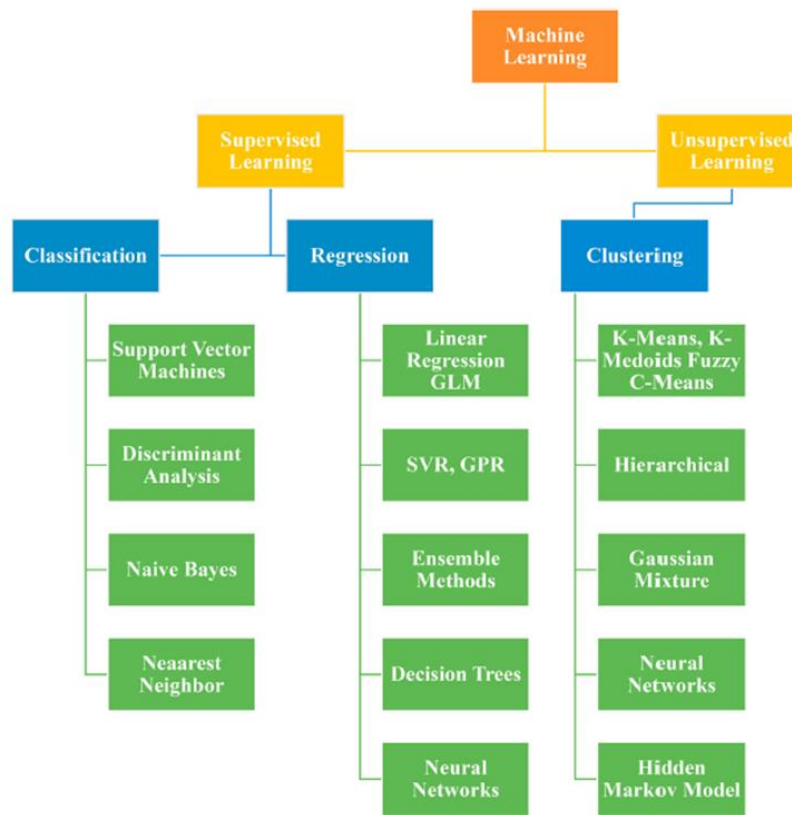 Machine
Learning
Supervised
Learning
Unsupervised
Learning
Classification
Regression
Clustering
Support Vector
Machines
Discriminant
Analysis
Naive Bayes
Neaarest
Neighbor
Linear
Regression
GLM
SVR, GPR
Ensemble
Methods
Decision Trees
Neural
Networks
K-Means, K-
Medoids Fuzzy
C-Means
Hierarchical
Gaussian
Mixture
Neural
Networks
Hidden
Markov Model